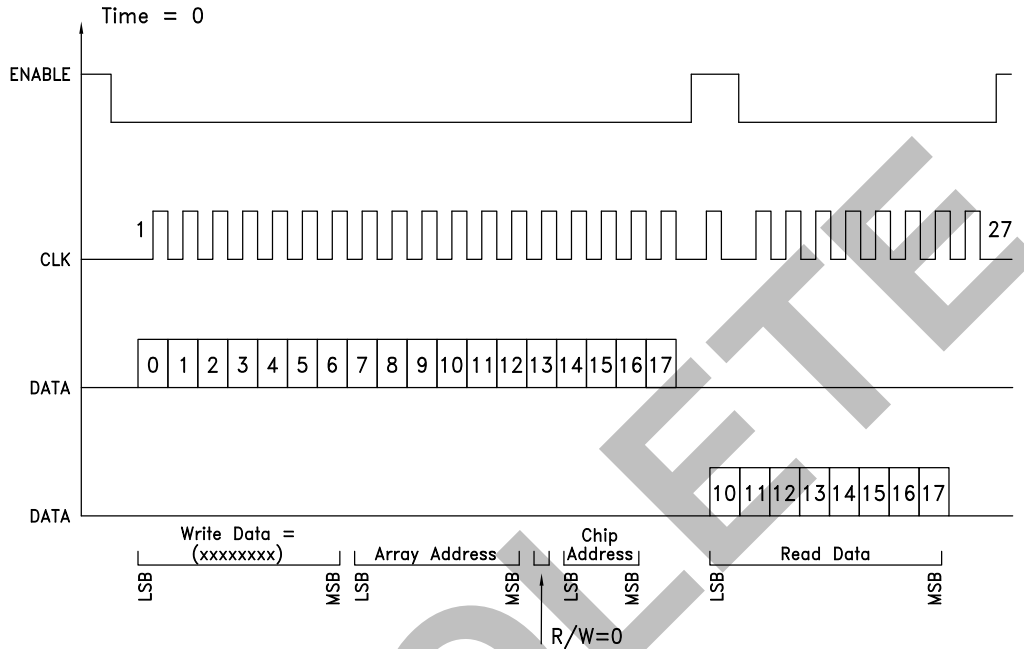 Time = 0
ENABLE
1
27
CLK
0 1 2 3 4 5 6 7 8 9 10 11 12 13 14 15 16 17
DATA
10 11 12 13 14 15 16 17
DATA
Write Data =
(xxxxxxxx)
Array Address
Chip
Address
Read Data
LSB
MSB
LSB
MSB
LSB
MSB
LSB
MSB
R/W=0
OLETE